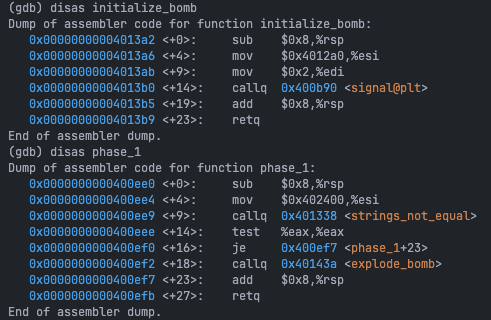 (gdb) disas initialize_bomb
Dump of assembler code for function initialize_bomb:
   0x00000000004013a2 <+0>:     sub    $0x8,%rsp
   0x00000000004013a6 <+4>:     mov    $0x4012a0,%esi
   0x00000000004013ab <+9>:     mov    $0x2,%edi
   0x00000000004013b0 <+14>:    callq  0x400b90 <signal@plt>
   0x00000000004013b5 <+19>:    add    $0x8,%rsp
   0x00000000004013b9 <+23>:    retq
End of assembler dump.
(gdb) disas phase_1
Dump of assembler code for function phase_1:
   0x0000000000400ee0 <+0>:     sub    $0x8,%rsp
   0x0000000000400ee4 <+4>:     mov    $0x402400,%esi
   0x0000000000400ee9 <+9>:     callq  0x401338 <strings_not_equal>
   0x0000000000400eee <+14>:    test   %eax,%eax
   0x0000000000400ef0 <+16>:    je     0x400ef7 <phase_1+23>
   0x0000000000400ef2 <+18>:    callq  0x40143a <explode_bomb>
   0x0000000000400ef7 <+23>:    add    $0x8,%rsp
   0x0000000000400efb <+27>:    retq
End of assembler dump.